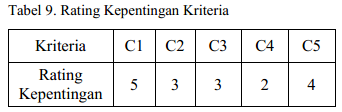 Tabel 9. Rating Kepentingan Kriteria
Kriteria C1 C2 C3 C4 C5
Rating
Kepentingan 5 3 3 2 4